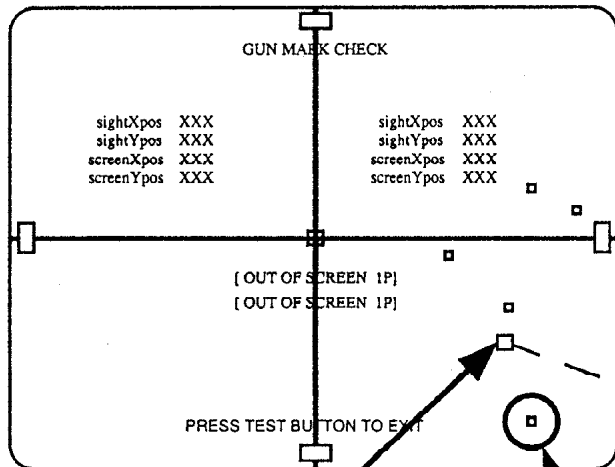 GUN MARK CHECK
sightXpos XXX
sightYpos XXX
screenXpos XXX
screenYpos XXX
sightXpos XXX
sightYpos XXX
screenXpos XXX
screenYpos XXX
[ OUT OF SCREEN 1P]
[ OUT OF SCREEN 1P]
PRESS TEST BUTTON TO EXIT